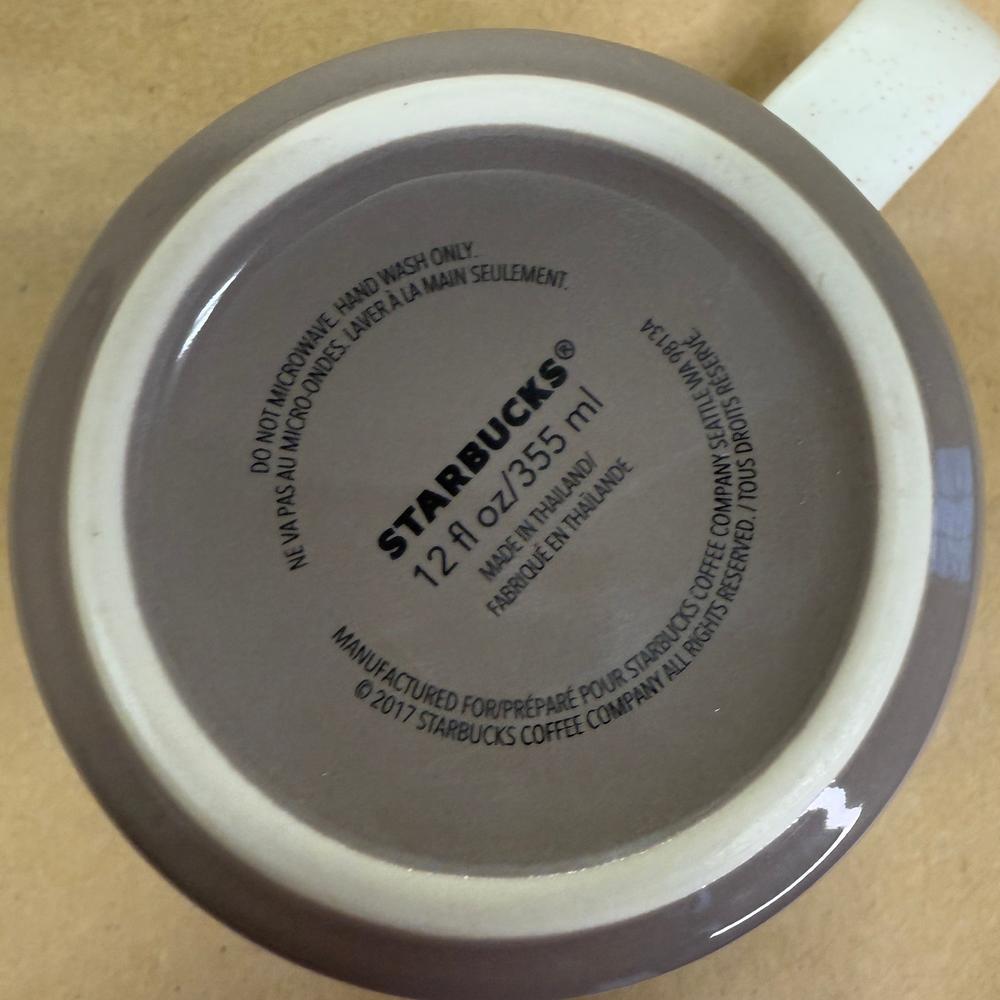 DO NOT MICROWAVE. HAND WASH ONLY.
NE VA PAS AU MICRO-ONDES. LAVER À LA MAIN SEULEMENT.
STARBUCKS®
12 fl oz/355 ml
MADE IN THAILAND/
FABRIQUÉ EN THAÏLANDE
MANUFACTURED FOR/PRÉPARÉ POUR STARBUCKS COFFEE COMPANY SEATTLE WA 98134
© 2017 STARBUCKS COFFEE COMPANY ALL RIGHTS RESERVED. / TOUS DROITS RÉSERVÉ.